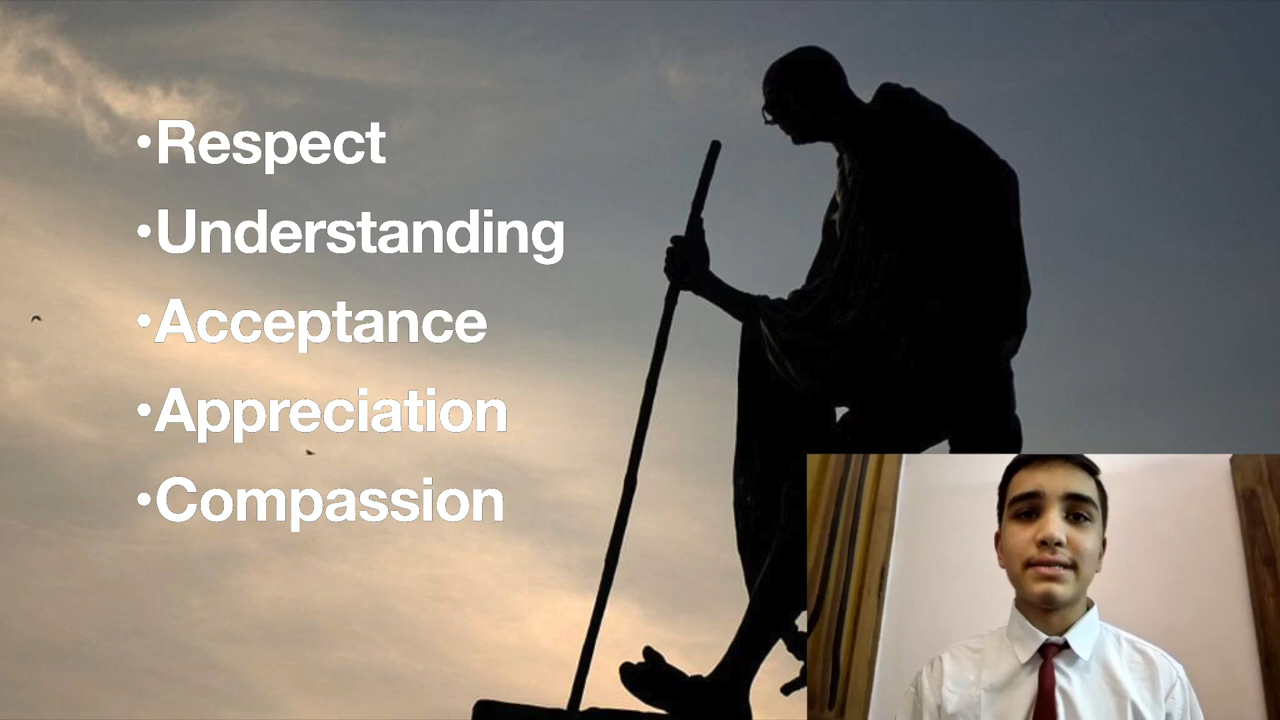 •Respect
•Understanding
•Acceptance
•Appreciation
•Compassion